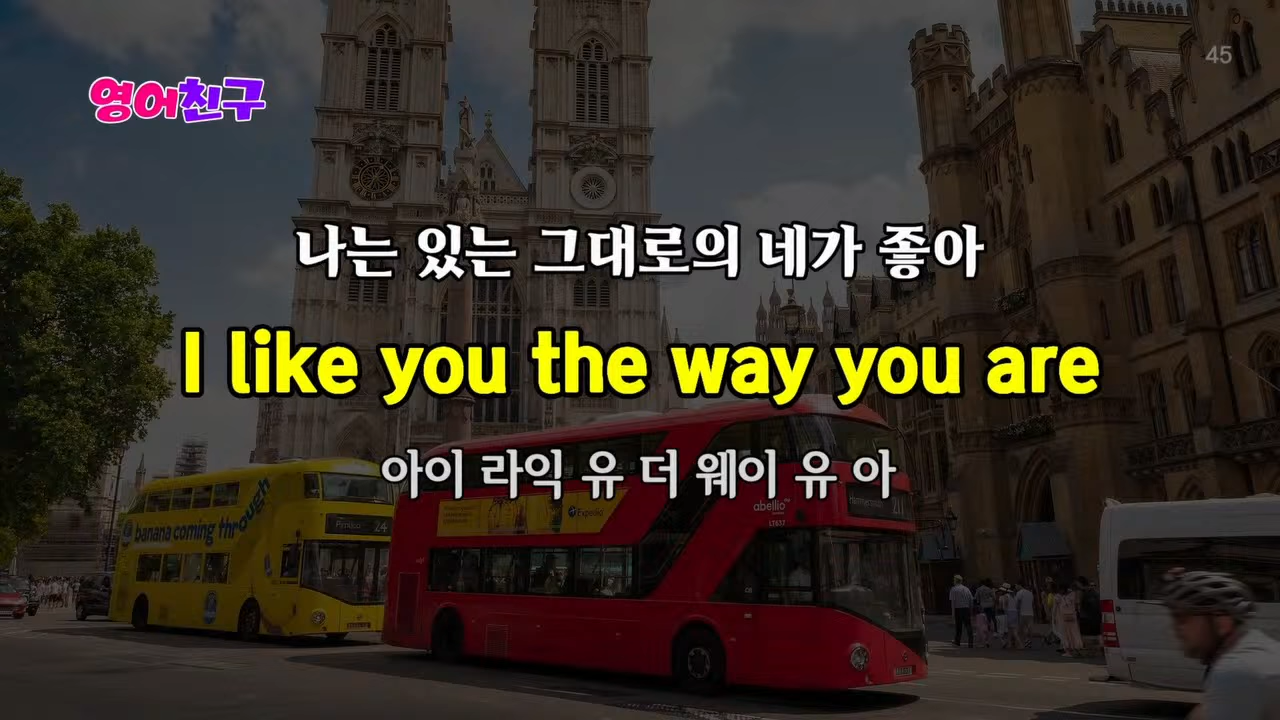 45
영어친구
나는 있는 그대로의 네가 좋아
I like you the way you are
아이 라익 유 더 웨이 유 아
banana coming through
24
Expedia
abellio
LT637
211